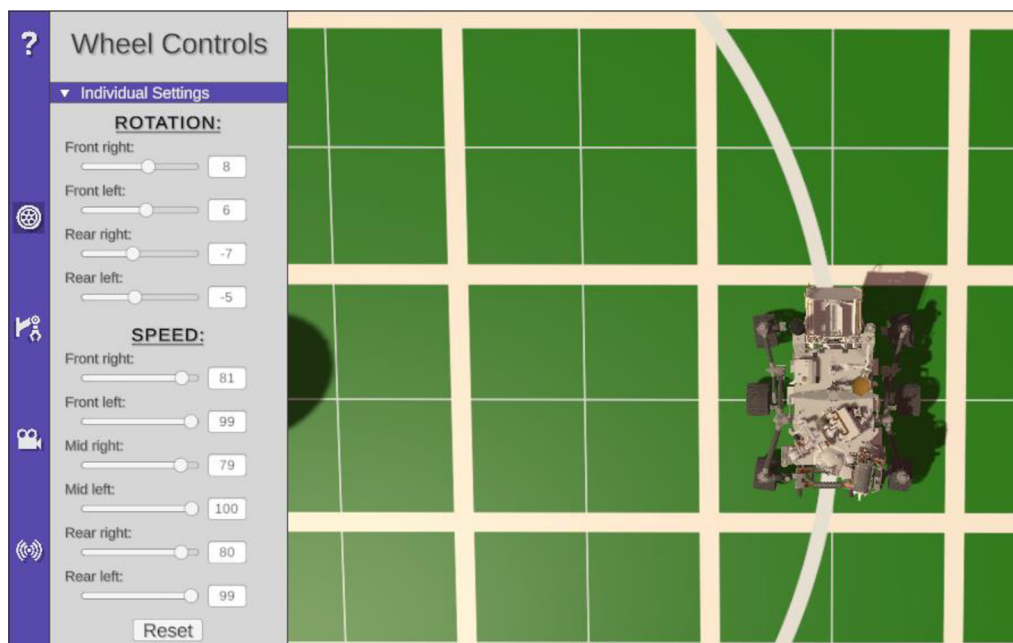 ?
Wheel Controls
▼ Individual Settings
ROTATION:
Front right:
8
Front left:
6
Rear right:
-7
Rear left:
-5
SPEED:
Front right:
81
Front left:
99
Mid right:
79
Mid left:
100
Rear right:
80
Rear left:
99
Reset